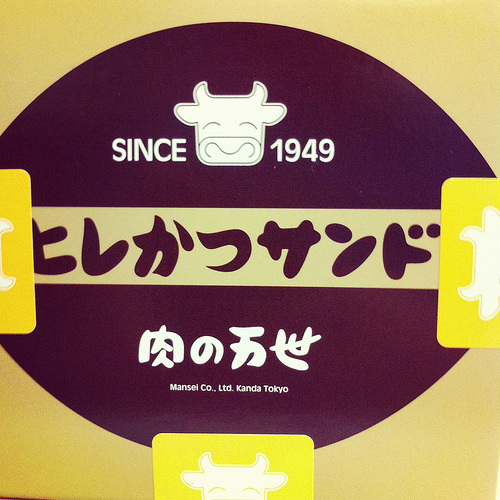 SINCE 1949
ヒレかつサンド
肉の万世
Mansei Co., Ltd. Kanda Tokyo